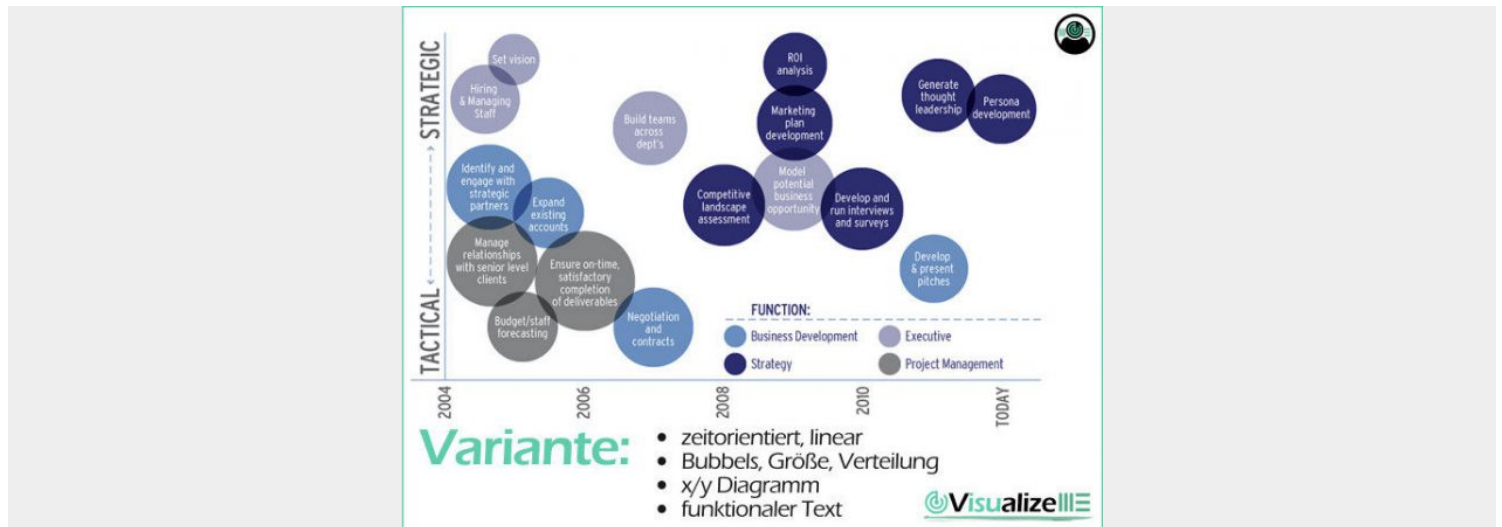 STRATEGIC
TACTICAL
Set vision
Hiring
& Managing
Staff
Build teams
across
dept's
ROI
analysis
Marketing
plan
development
Generate
thought
leadership
Persona
development
Identify and
engage with
strategic
partners
Expand
existing
accounts
Competitive
landscape
assessment
Model
potential
business
opportunity
Develop and
run interviews
and surveys
Manage
relationships
with senior level
clients
Ensure on-time,
satisfactory
completion
of deliverables
Develop
& present
pitches
Budget/staff
forecasting
Negotiation
and
contracts
FUNCTION:
Business Development
Executive
Strategy
Project Management
2004
2006
2008
2010
TODAY
Variante:
• zeitorientiert, linear
• Bubbels, Größe, Verteilung
• x/y Diagramm
• funktionaler Text
Visualize